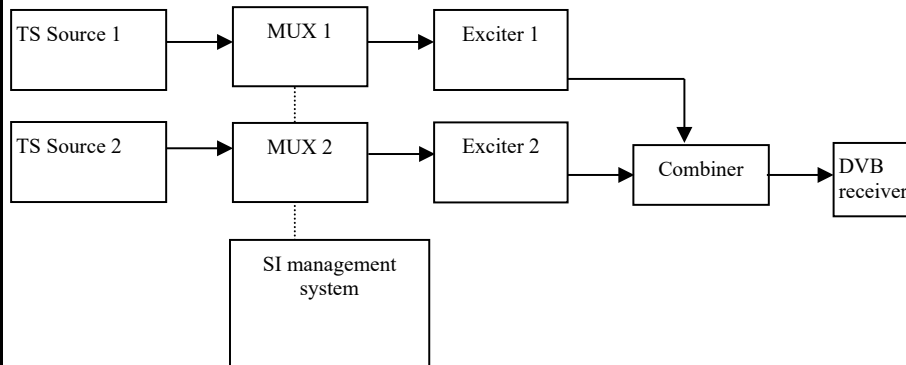 TS Source 1
MUX 1
Exciter 1
TS Source 2
MUX 2
Exciter 2
Combiner
DVB
receiver
SI management
system